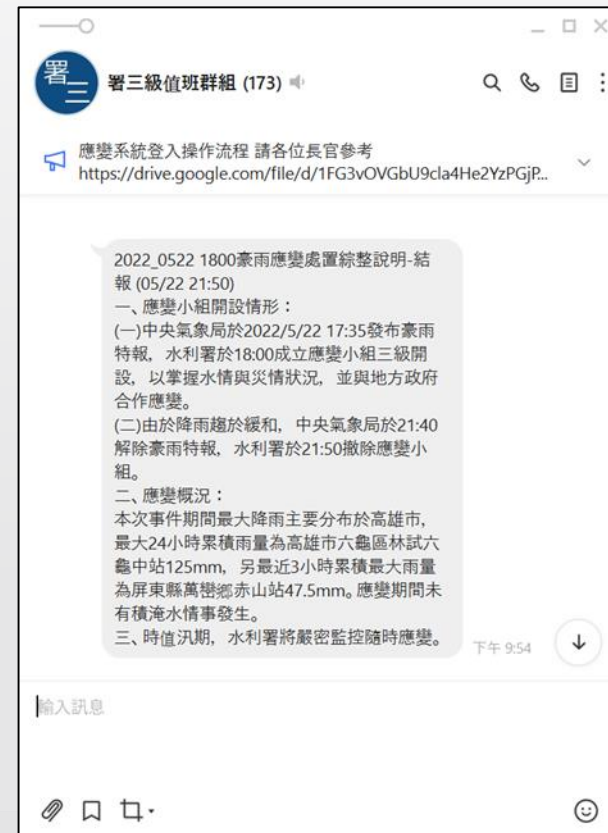 署三
署三級值班群組 (173)
應變系統登入操作流程 請各位長官參考
https://drive.google.com/file/d/1FG3vOVGbU9cla4He2YzPGjP...
2022_0522 1800豪雨應變處置綜整說明-結
報 (05/22 21:50)
一、應變小組開設情形：
(一)中央氣象局於2022/5/22 17:35發布豪雨
特報，水利署於18:00成立應變小組三級開
設，以掌握水情與災情狀況，並與地方政府
合作應變。
(二)由於降雨趨於緩和，中央氣象局於21:40
解除豪雨特報，水利署於21:50撤除應變小
組。
二、應變概況：
本次事件期間最大降雨主要分布於高雄市，
最大24小時累積雨量為高雄市六龜區林試六
龜中站125mm，另最近3小時累積最大雨量
為屏東縣萬巒鄉赤山站47.5mm。應變期間未
有積淹水情事發生。
三、時值汛期，水利署將嚴密監控隨時應變。
下午 9:54
輸入訊息